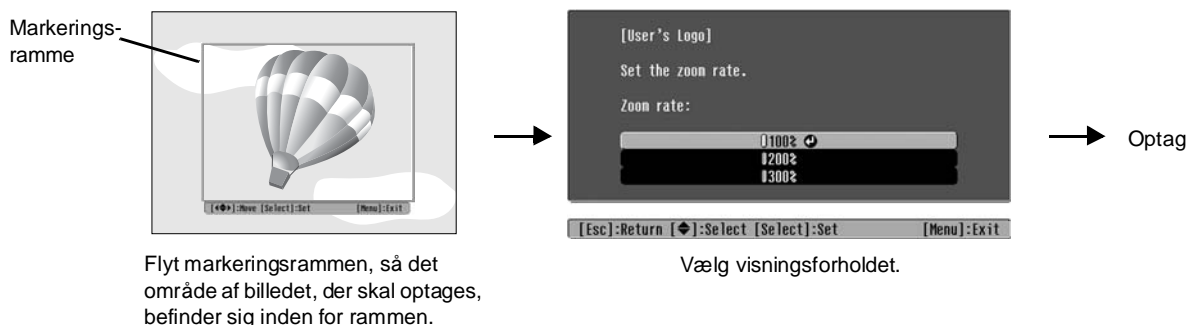 Markerings-
ramme
[◄◆►]:Move [Select]:Set [Menu]:Exit
Flyt markeringsrammen, så det
område af billedet, der skal optages,
befinder sig inden for rammen.
[User's Logo]
Set the zoom rate.
Zoom rate:
100%
200%
300%
[Esc]:Return [◆]:Select [Select]:Set [Menu]:Exit
Vælg visningsforholdet.
Optag